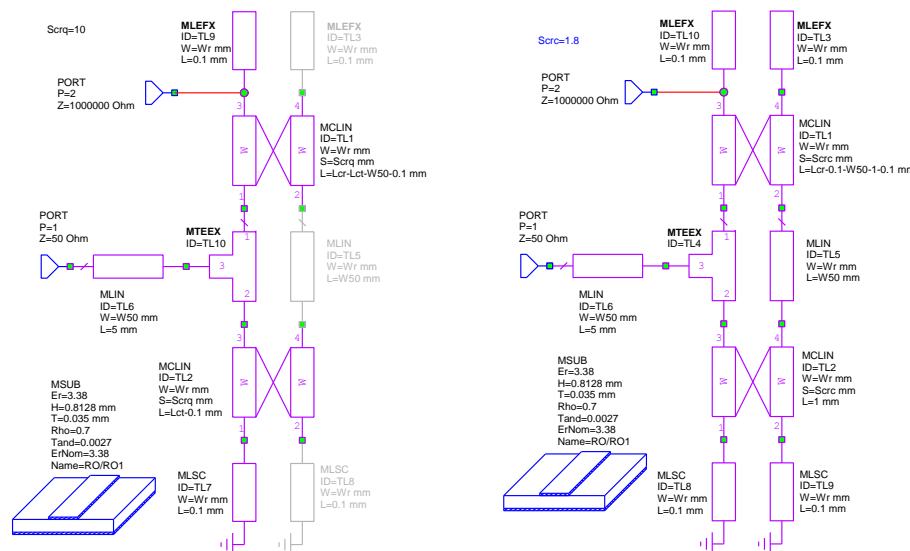 Scrq=10
MLEFX
ID=TL9
W=Wr mm
L=0.1 mm
MLEFX
ID=TL3
W=Wr mm
L=0.1 mm
PORT
P=2
Z=1000000 Ohm
3
4
M
M
MCLIN
ID=TL1
W=Wr mm
S=Scrq mm
L=Lcr-Lct-W50-0.1 mm
1
2
PORT
P=1
Z=50 Ohm
MTEEX
ID=TL10
1
3
2
MLIN
ID=TL5
W=Wr mm
L=W50 mm
MLIN
ID=TL6
W=W50 mm
L=5 mm
3
4
M
M
MCLIN
ID=TL2
W=Wr mm
S=Scrq mm
L=Lct-0.1 mm
1
2
MSUB
Er=3.38
H=0.8128 mm
T=0.035 mm
Rho=0.7
Tand=0.0027
ErNom=3.38
Name=RO/RO1
MLSC
ID=TL7
W=Wr mm
L=0.1 mm
MLSC
ID=TL8
W=Wr mm
L=0.1 mm
Scrc=1.8
MLEFX
ID=TL10
W=Wr mm
L=0.1 mm
MLEFX
ID=TL3
W=Wr mm
L=0.1 mm
PORT
P=2
Z=1000000 Ohm
3
4
M
M
MCLIN
ID=TL1
W=Wr mm
S=Scrc mm
L=Lcr-0.1-W50-1-0.1 mm
1
2
PORT
P=1
Z=50 Ohm
MTEEX
ID=TL4
1
3
2
MLIN
ID=TL5
W=Wr mm
L=W50 mm
MLIN
ID=TL6
W=W50 mm
L=5 mm
3
4
M
M
MCLIN
ID=TL2
W=Wr mm
S=Scrc mm
L=1 mm
1
2
MSUB
Er=3.38
H=0.8128 mm
T=0.035 mm
Rho=0.7
Tand=0.0027
ErNom=3.38
Name=RO/RO1
MLSC
ID=TL8
W=Wr mm
L=0.1 mm
MLSC
ID=TL9
W=Wr mm
L=0.1 mm